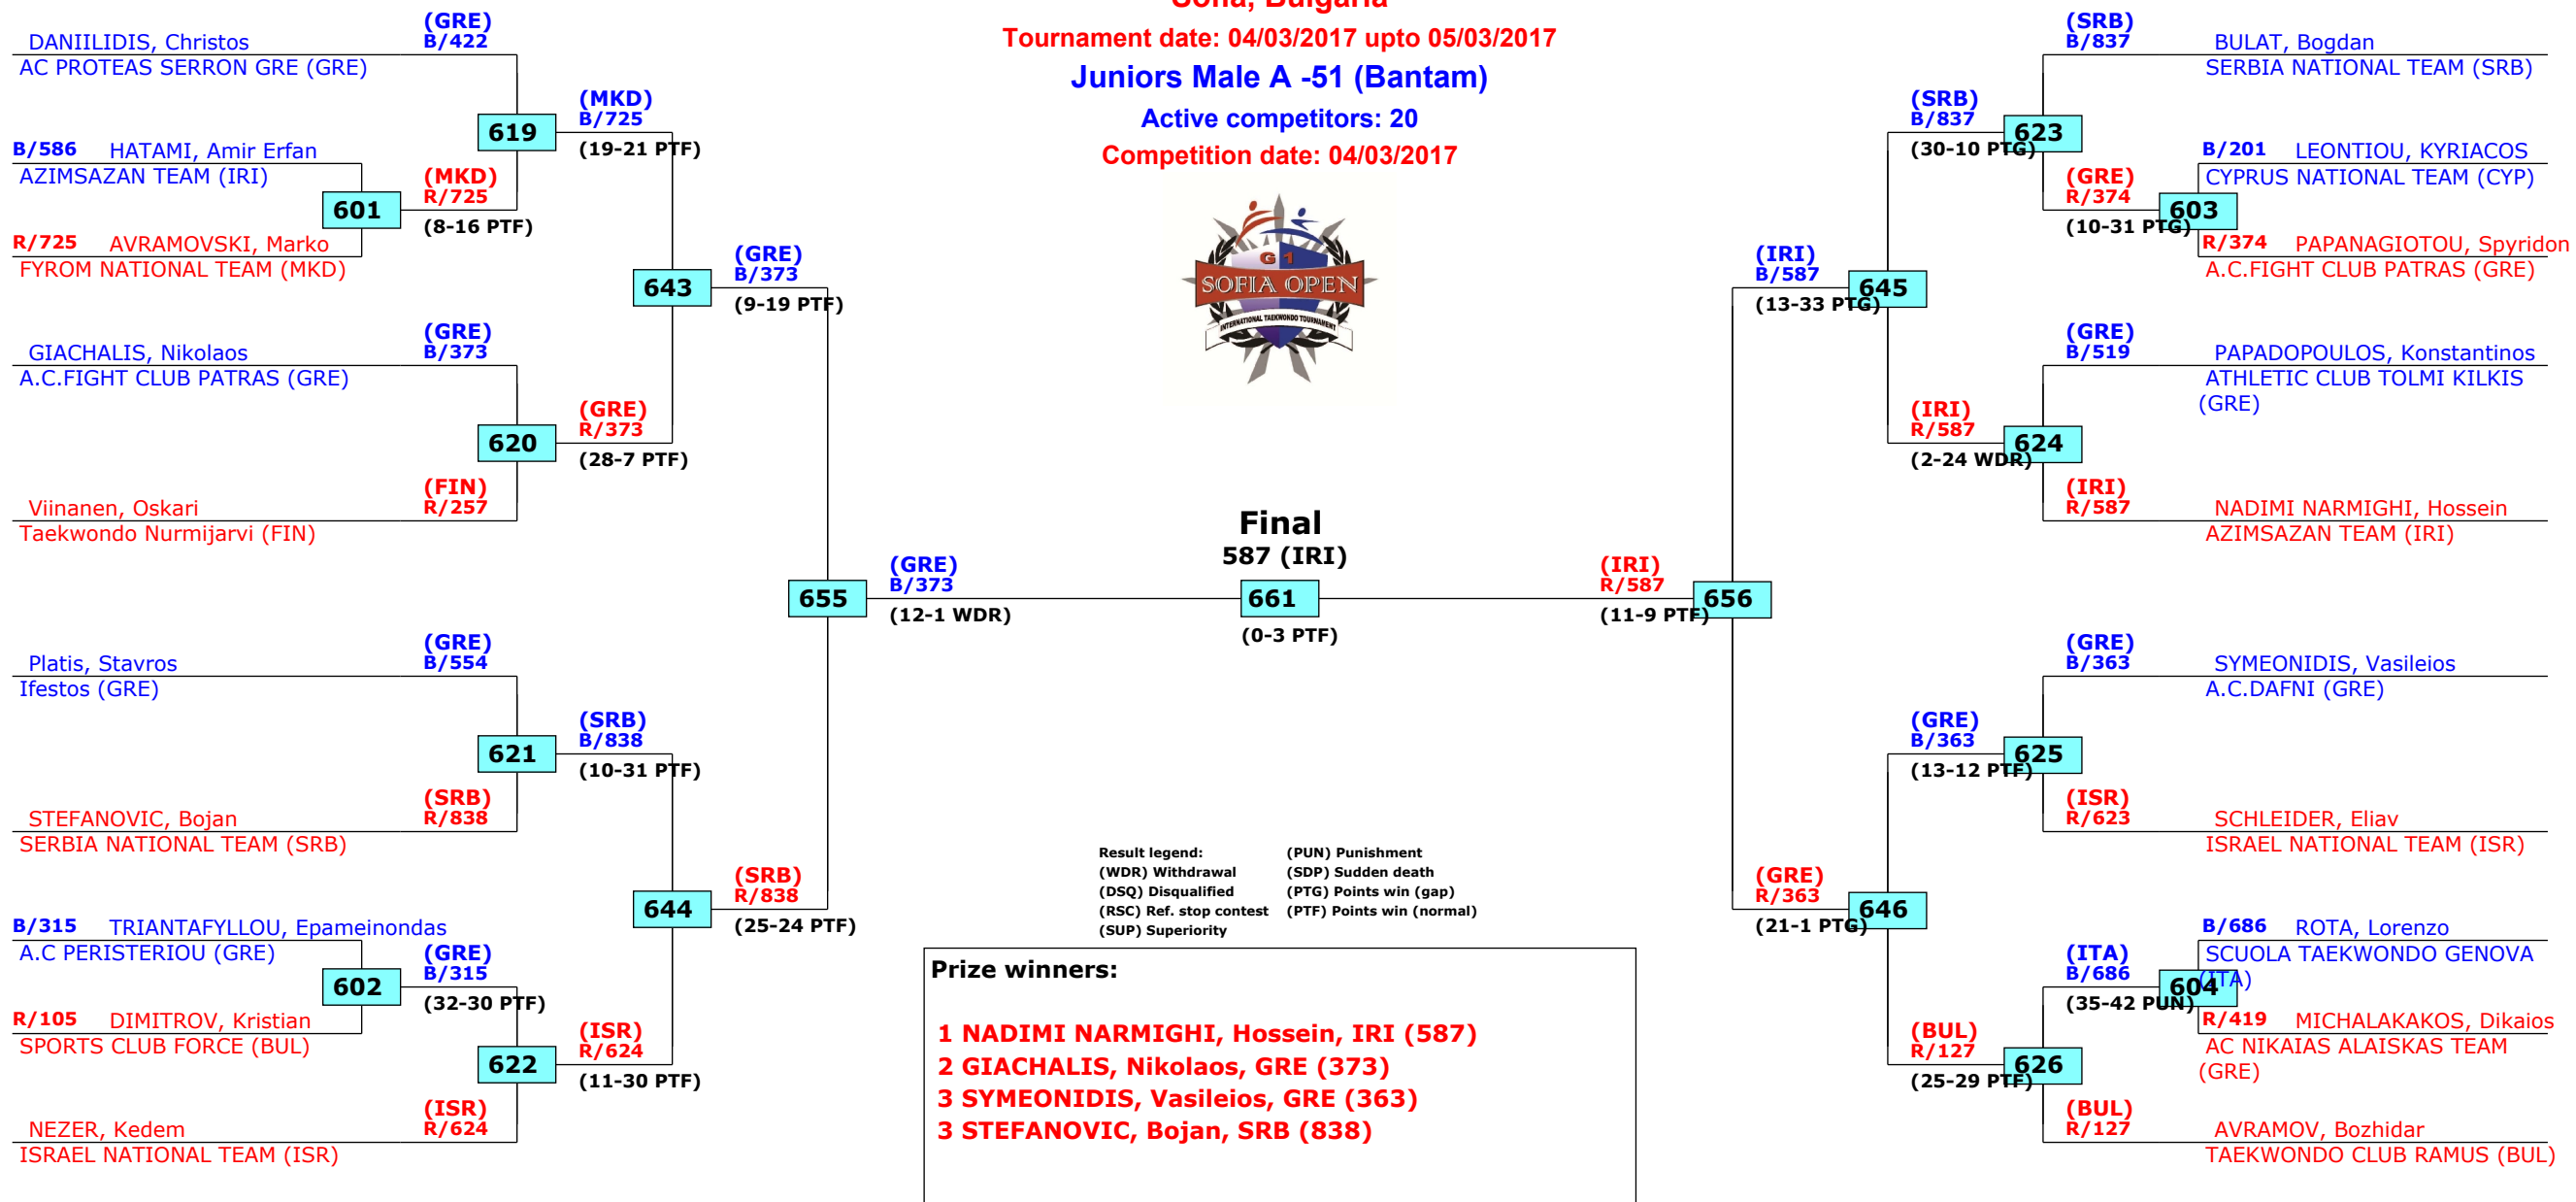 Sofia, Bulgaria
Tournament date: 04/03/2017 upto 05/03/2017
Juniors Male A -51 (Bantam)
Active competitors: 20
Competition date: 04/03/2017
G 1
SOFIA OPEN
INTERNATIONAL TAEKWONDO TOURNAMENT
(GRE)
DANIILIDIS, Christos B/422
AC PROTEAS SERRON GRE (GRE)
(MKD)
B/725
619
(19-21 PTF)
B/586 HATAMI, Amir Erfan
AZIMSAZAN TEAM (IRI)
(MKD)
R/725
601
(8-16 PTF)
R/725 AVRAMOVSKI, Marko
FYROM NATIONAL TEAM (MKD)
(GRE)
B/373
643
(9-19 PTF)
(GRE)
GIACHALIS, Nikolaos B/373
A.C.FIGHT CLUB PATRAS (GRE)
(GRE)
R/373
620
(28-7 PTF)
(FIN)
Viinanen, Oskari R/257
Taekwondo Nurmijarvi (FIN)
(GRE)
B/373
655
(12-1 WDR)
(GRE)
Platis, Stavros B/554
Ifestos (GRE)
(SRB)
B/838
621
(10-31 PTF)
(SRB)
STEFANOVIC, Bojan R/838
SERBIA NATIONAL TEAM (SRB)
(SRB)
R/838
644
(25-24 PTF)
B/315 TRIANTAFYLLOU, Epameinondas
A.C PERISTERIOU (GRE)
(GRE)
B/315
602
(32-30 PTF)
R/105 DIMITROV, Kristian
SPORTS CLUB FORCE (BUL)
(ISR)
R/624
622
(11-30 PTF)
(ISR)
NEZER, Kedem R/624
ISRAEL NATIONAL TEAM (ISR)
Final
587 (IRI)
661
(0-3 PTF)
(SRB)
B/837 BULAT, Bogdan
SERBIA NATIONAL TEAM (SRB)
(SRB)
B/837
623
(30-10 PTG)
B/201 LEONTIOU, KYRIACOS
CYPRUS NATIONAL TEAM (CYP)
(GRE)
R/374
603
(10-31 PTG)
R/374 PAPANAGIOTOU, Spyridon
A.C.FIGHT CLUB PATRAS (GRE)
(IRI)
B/587
645
(13-33 PTG)
(GRE)
B/519 PAPADOPOULOS, Konstantinos
ATHLETIC CLUB TOLMI KILKIS
(GRE)
(IRI)
R/587
624
(2-24 WDR)
(IRI)
R/587 NADIMI NARMIGHI, Hossein
AZIMSAZAN TEAM (IRI)
(IRI)
R/587
656
(11-9 PTF)
(GRE)
B/363 SYMEONIDIS, Vasileios
A.C.DAFNI (GRE)
(GRE)
B/363
625
(13-12 PTF)
(ISR)
R/623 SCHLEIDER, Eliav
ISRAEL NATIONAL TEAM (ISR)
(GRE)
R/363
646
(21-1 PTG)
B/686 ROTA, Lorenzo
SCUOLA TAEKWONDO GENOVA
(ITA)
(ITA)
B/686
604
(35-42 PUN)
R/419 MICHALAKAKOS, Dikaios
AC NIKAIAS ALAISKAS TEAM
(GRE)
(BUL)
R/127
626
(25-29 PTF)
(BUL)
R/127 AVRAMOV, Bozhidar
TAEKWONDO CLUB RAMUS (BUL)
Result legend: (PUN) Punishment
(WDR) Withdrawal (SDP) Sudden death
(DSQ) Disqualified (PTG) Points win (gap)
(RSC) Ref. stop contest (PTF) Points win (normal)
(SUP) Superiority
Prize winners:
1 NADIMI NARMIGHI, Hossein, IRI (587)
2 GIACHALIS, Nikolaos, GRE (373)
3 SYMEONIDIS, Vasileios, GRE (363)
3 STEFANOVIC, Bojan, SRB (838)